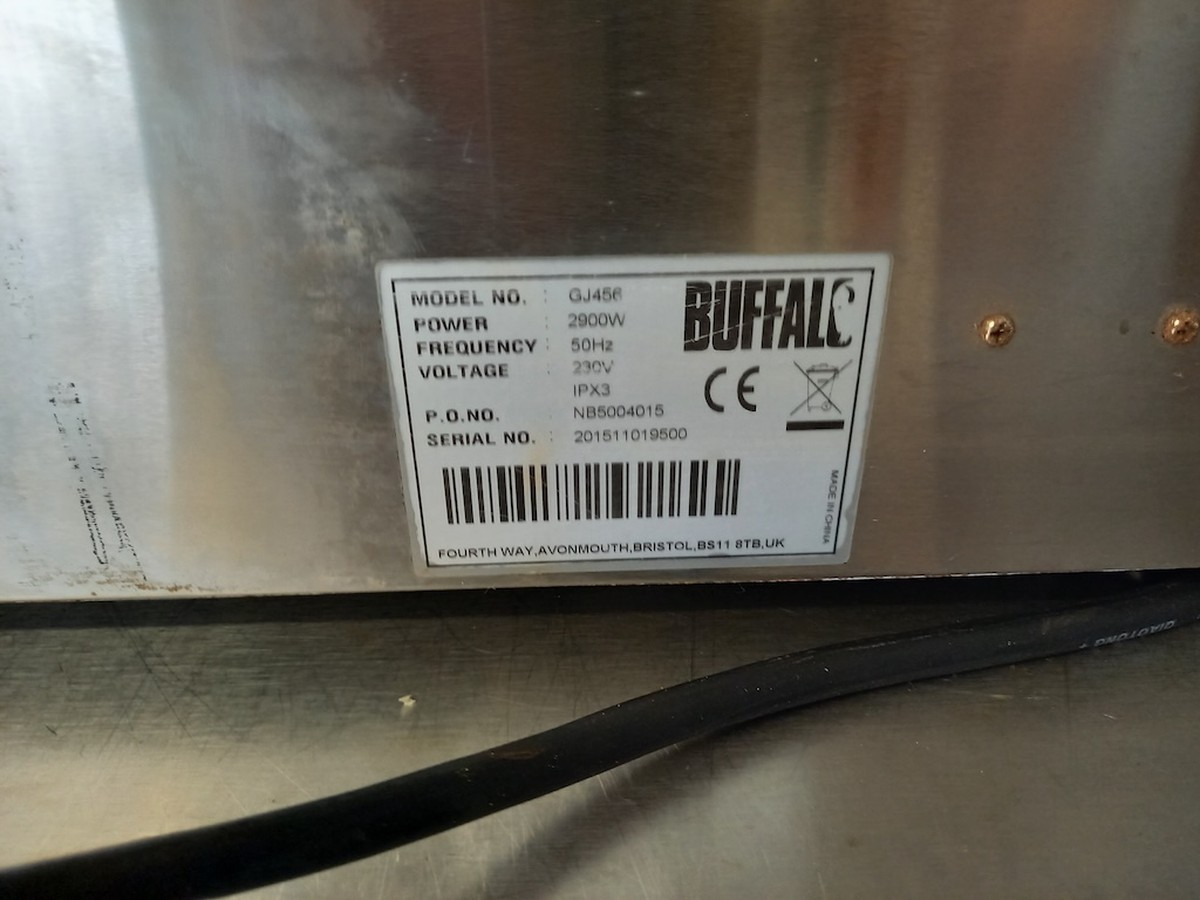 MODEL NO. : GJ456
BUFFALO
POWER : 2900W
FREQUENCY : 50Hz
VOLTAGE : 230V
IPX3
CE
P.O.NO. : NB5004015
SERIAL NO. : 201511019500
MADE IN CHINA
FOURTH WAY,AVONMOUTH,BRISTOL,BS11 8TB,UK
QIAOTONG